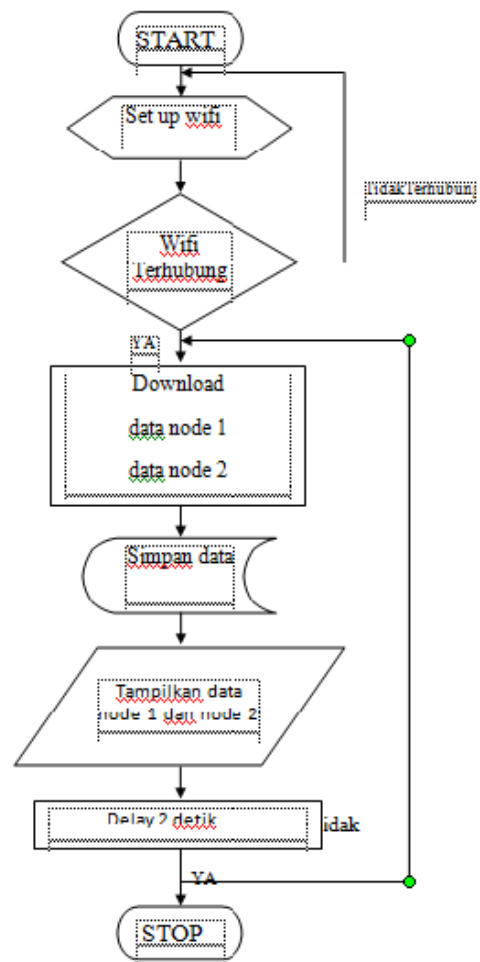 START
Set up wifi
TidakTerhubung
Wifi
Terhubung
YA
Download
data node 1
data node 2
Simpan data
Tampilkan data
node 1 dan node 2
Delay 2 detik
idak
YA
STOP